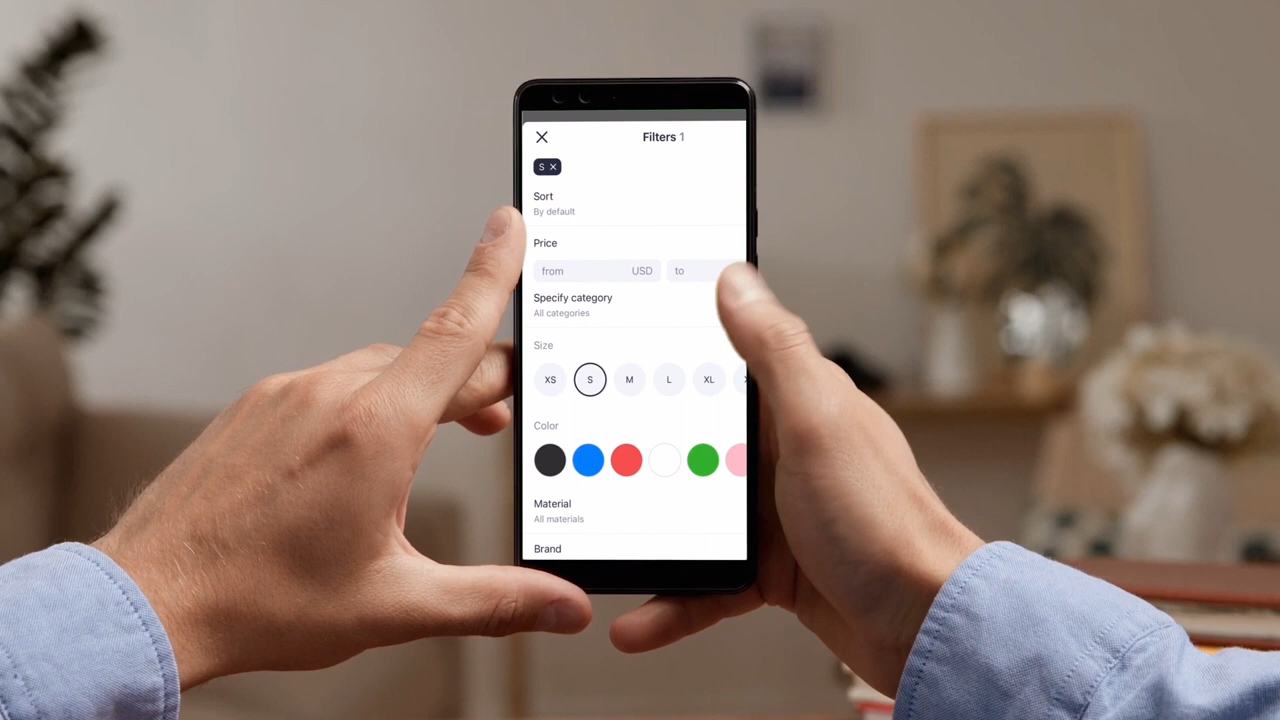 Filters 1
S
Sort
By default
Price
from USD to
Specify category
All categories
Size
XS S M L XL
Color
Material
All materials
Brand